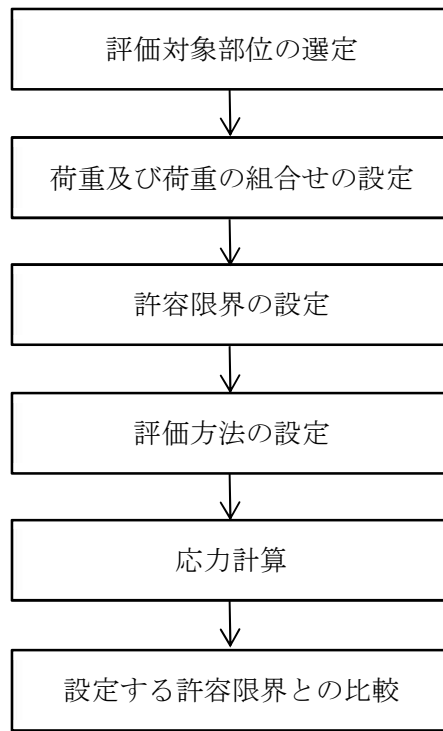 評価対象部位の選定
荷重及び荷重の組合せの設定
許容限界の設定
評価方法の設定
応力計算
設定する許容限界との比較